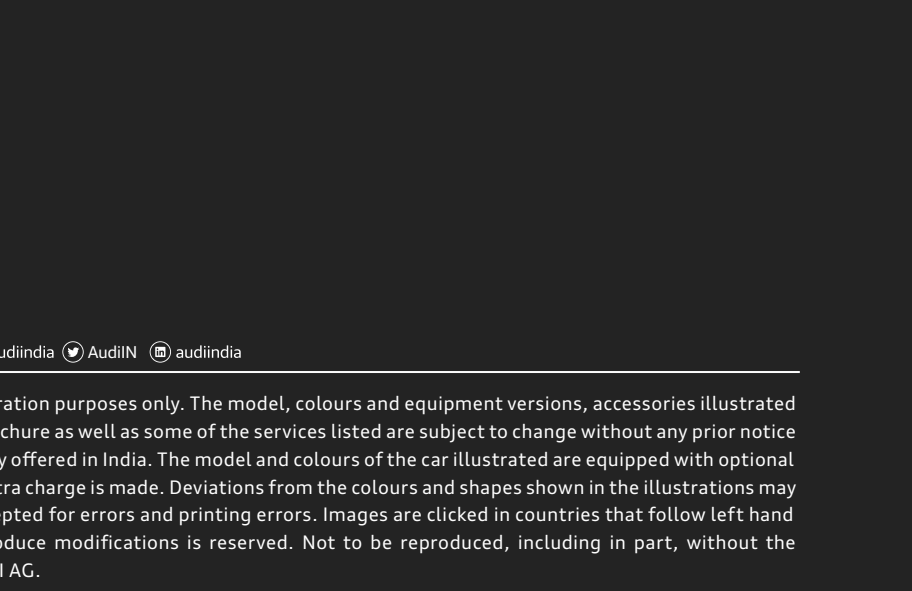 udiindia AudiIN audiindia
ration purposes only. The model, colours and equipment versions, accessories illustrated
chure as well as some of the services listed are subject to change without any prior notice
y offered in India. The model and colours of the car illustrated are equipped with optional
tra charge is made. Deviations from the colours and shapes shown in the illustrations may
epted for errors and printing errors. Images are clicked in countries that follow left hand
oduce modifications is reserved. Not to be reproduced, including in part, without the
I AG.